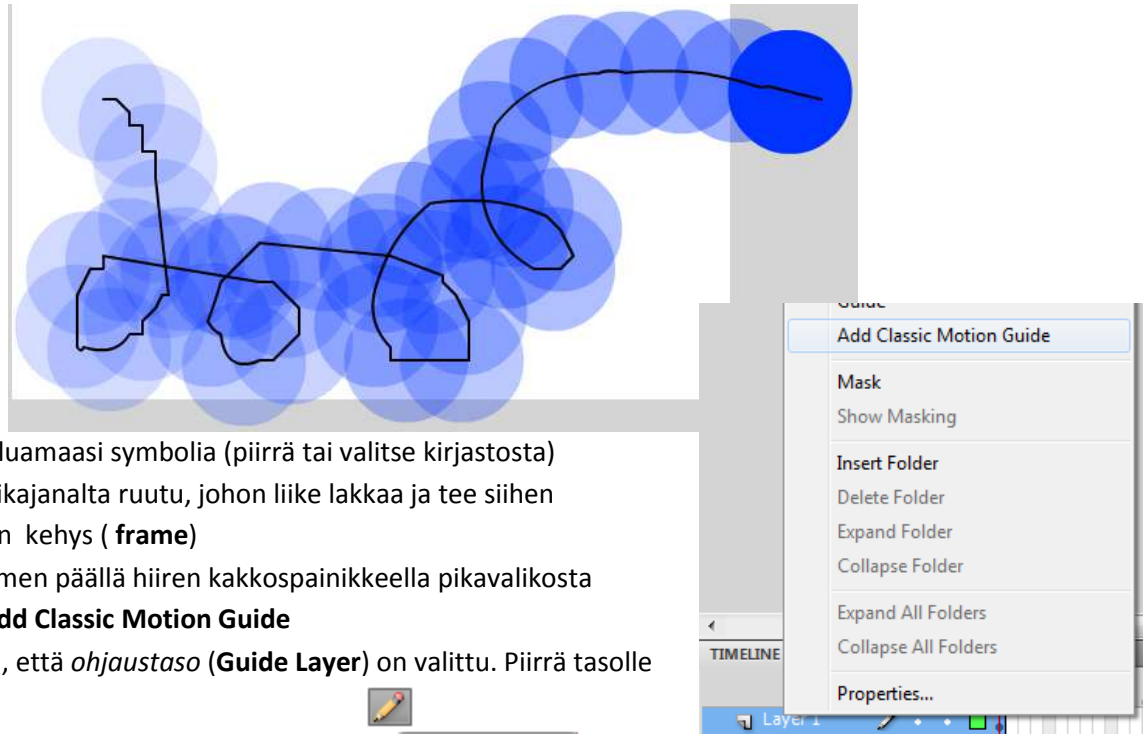 luamaasi symbolia (piirrä tai valitse kirjastosta)
ikajanalta ruutu, johon liike lakkaa ja tee siihen
n kehys ( frame)
men päällä hiiren kakkospainikkeella pikavalikosta
dd Classic Motion Guide
, että ohjaustaso (Guide Layer) on valittu. Piirrä tasolle
Guide
Add Classic Motion Guide
Mask
Show Masking
Insert Folder
Delete Folder
Expand Folder
Collapse Folder
Expand All Folders
Collapse All Folders
Properties...
TIMELINE
Layer 1